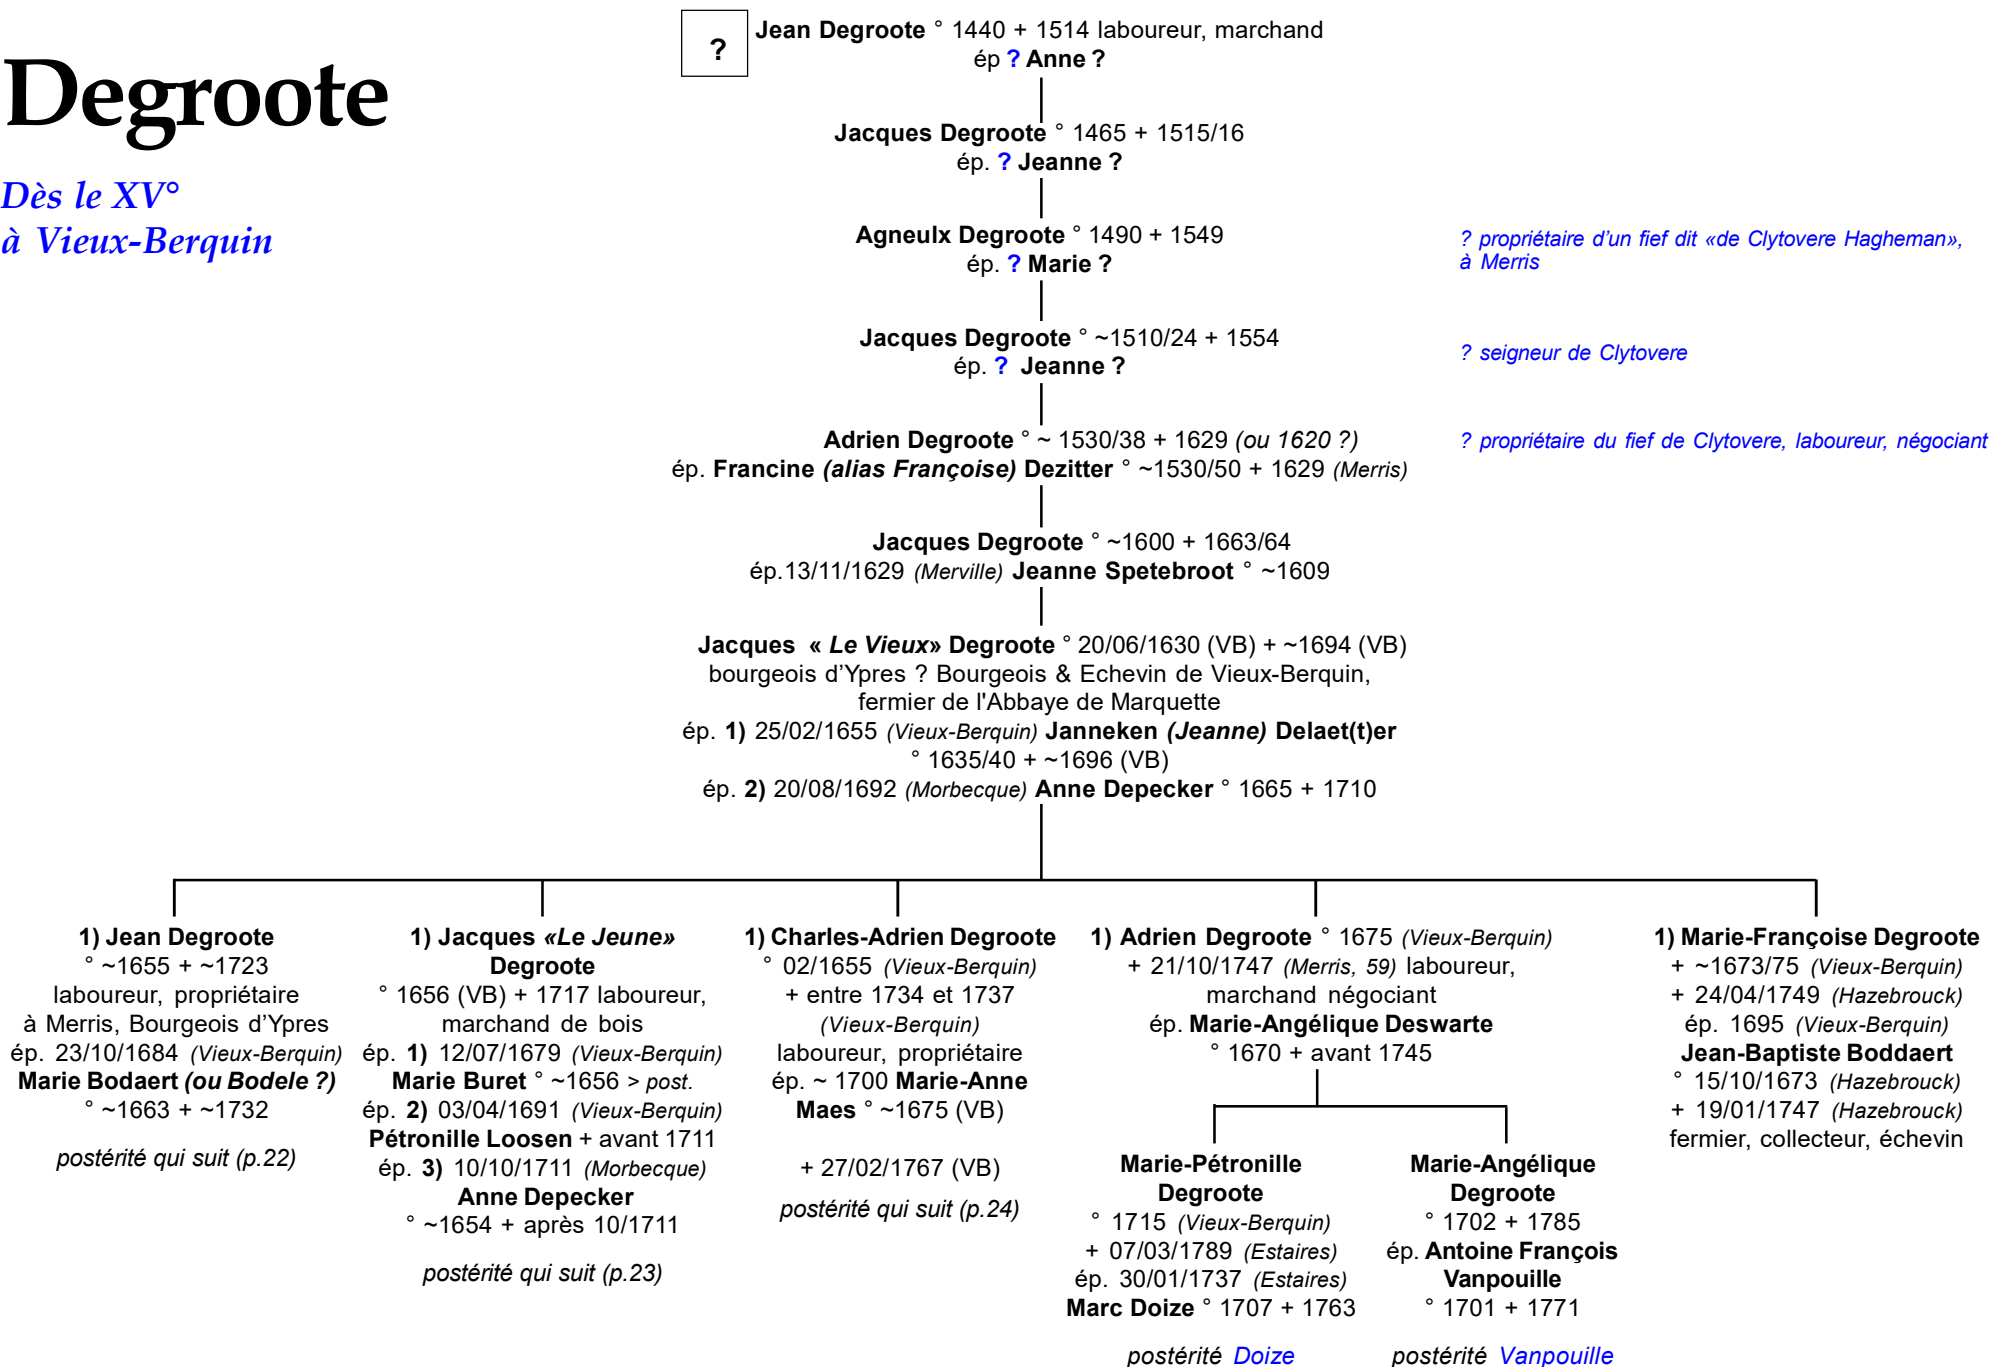 Degroote
Dès le XV°
à Vieux-Berquin
?
Jean Degroote ° 1440 + 1514 laboureur, marchand
ép ? Anne ?
Jacques Degroote ° 1465 + 1515/16
ép. ? Jeanne ?
Agneulx Degroote ° 1490 + 1549
ép. ? Marie ?
? propriétaire d'un fief dit «de Clytovere Hagheman»,
à Merris
Jacques Degroote ° ~1510/24 + 1554
ép. ? Jeanne ?
? seigneur de Clytovere
Adrien Degroote ° ~ 1530/38 + 1629 (ou 1620 ?)
ép. Francine (alias Françoise) Dezitter ° ~1530/50 + 1629 (Merris)
? propriétaire du fief de Clytovere, laboureur, négociant
Jacques Degroote ° ~1600 + 1663/64
ép.13/11/1629 (Merville) Jeanne Spetebroot ° ~1609
Jacques « Le Vieux» Degroote ° 20/06/1630 (VB) + ~1694 (VB)
bourgeois d'Ypres ? Bourgeois & Echevin de Vieux-Berquin,
fermier de l'Abbaye de Marquette
ép. 1) 25/02/1655 (Vieux-Berquin) Janneken (Jeanne) Delaet(t)er
° 1635/40 + ~1696 (VB)
ép. 2) 20/08/1692 (Morbecque) Anne Depecker ° 1665 + 1710
1) Jean Degroote
° ~1655 + ~1723
laboureur, propriétaire
à Merris, Bourgeois d'Ypres
ép. 23/10/1684 (Vieux-Berquin)
Marie Bodaert (ou Bodele ?)
° ~1663 + ~1732
postérité qui suit (p.22)
1) Jacques «Le Jeune»
Degroote
° 1656 (VB) + 1717 laboureur,
marchand de bois
ép. 1) 12/07/1679 (Vieux-Berquin)
Marie Buret ° ~1656 > post.
ép. 2) 03/04/1691 (Vieux-Berquin)
Pétronille Loosen + avant 1711
ép. 3) 10/10/1711 (Morbecque)
Anne Depecker
° ~1654 + après 10/1711
postérité qui suit (p.23)
1) Charles-Adrien Degroote
° 02/1655 (Vieux-Berquin)
+ entre 1734 et 1737
(Vieux-Berquin)
laboureur, propriétaire
ép. ~ 1700 Marie-Anne
Maes ° ~1675 (VB)
+ 27/02/1767 (VB)
postérité qui suit (p.24)
1) Adrien Degroote ° 1675 (Vieux-Berquin)
+ 21/10/1747 (Merris, 59) laboureur,
marchand négociant
ép. Marie-Angélique Deswarte
° 1670 + avant 1745
Marie-Pétronille
Degroote
° 1715 (Vieux-Berquin)
+ 07/03/1789 (Estaires)
ép. 30/01/1737 (Estaires)
Marc Doize ° 1707 + 1763
postérité Doize
Marie-Angélique
Degroote
° 1702 + 1785
ép. Antoine François
Vanpouille
° 1701 + 1771
postérité Vanpouille
1) Marie-Françoise Degroote
+ ~1673/75 (Vieux-Berquin)
+ 24/04/1749 (Hazebrouck)
ép. 1695 (Vieux-Berquin)
Jean-Baptiste Boddaert
° 15/10/1673 (Hazebrouck)
+ 19/01/1747 (Hazebrouck)
fermier, collecteur, échevin